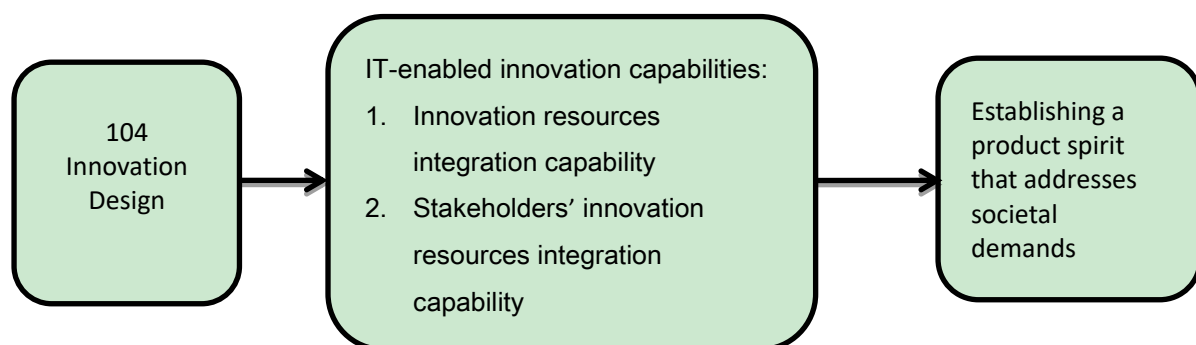 104
Innovation
Design
IT-enabled innovation capabilities:
1. Innovation resources
integration capability
2. Stakeholders’ innovation
resources integration
capability
Establishing a
product spirit
that addresses
societal
demands